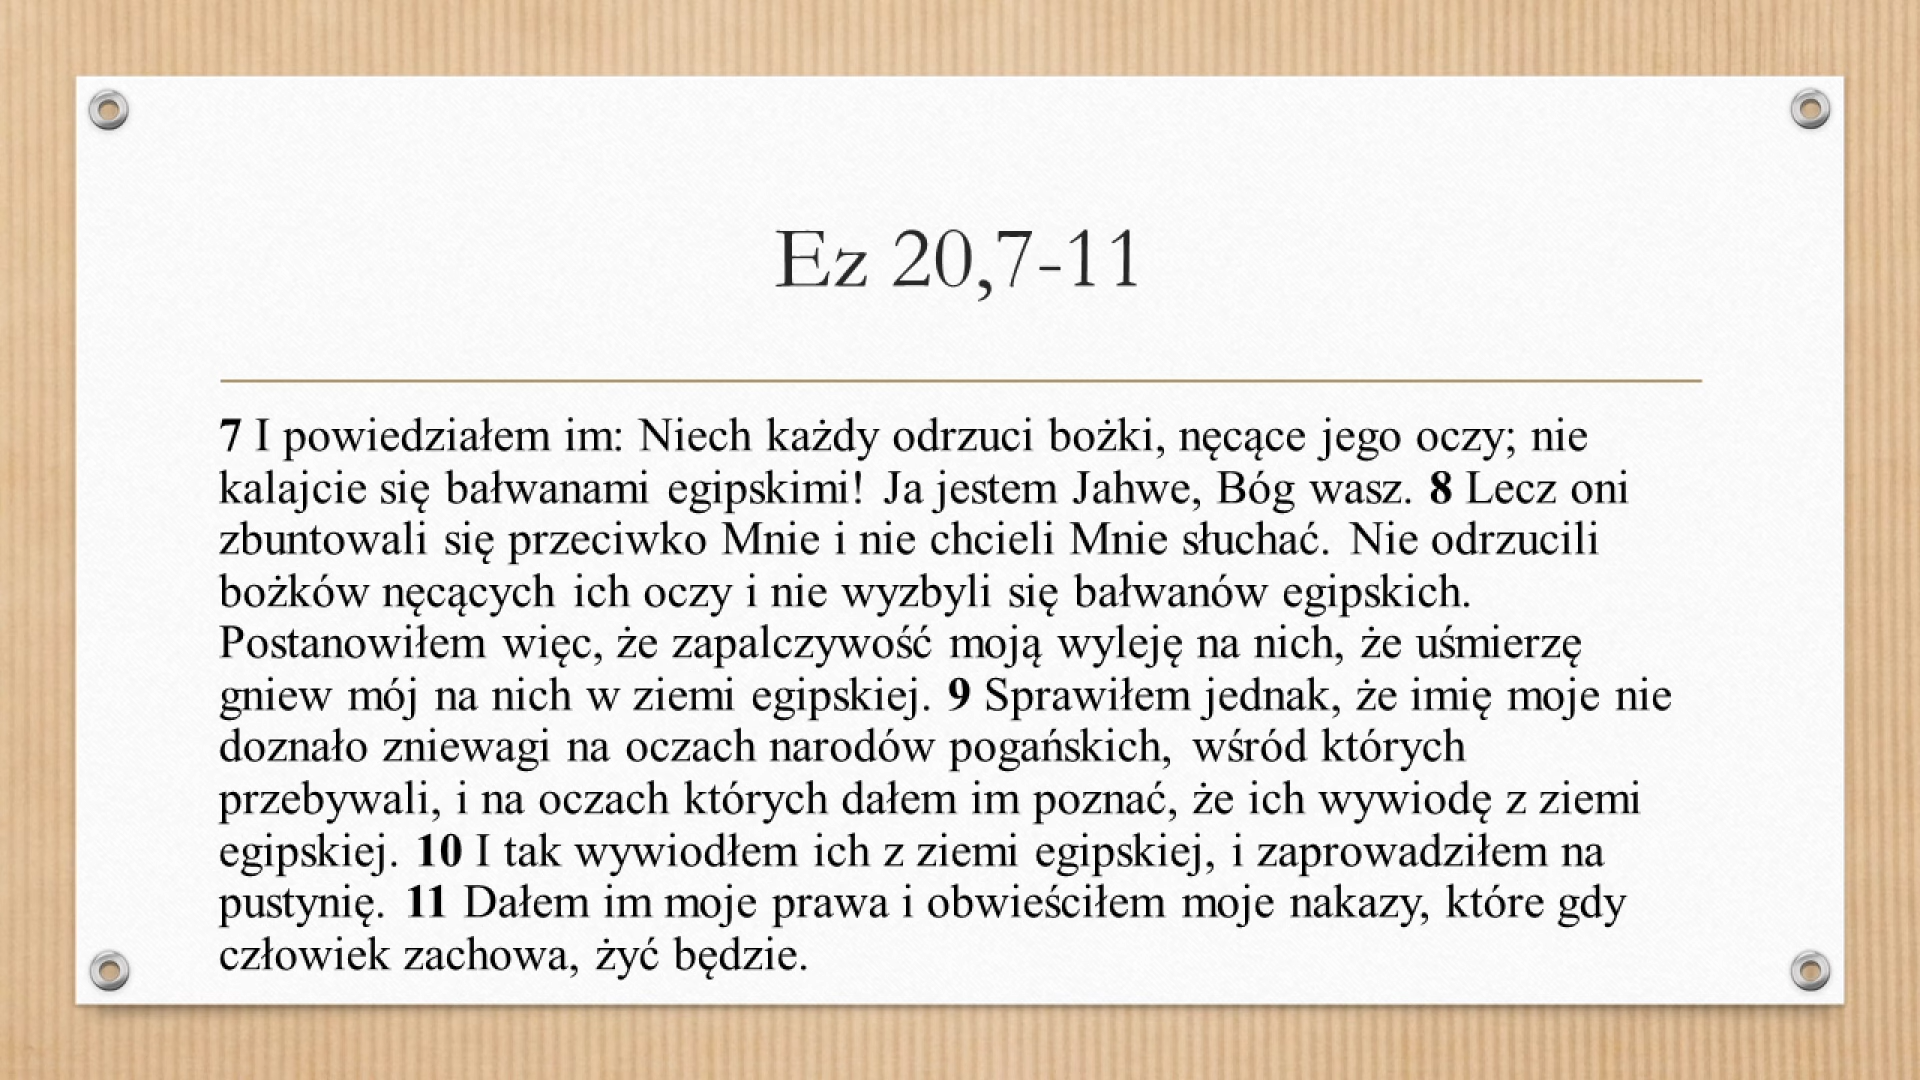 Ez 20,7-11
7 I powiedziałem im: Niech każdy odrzuci bożki, nęcące jego oczy; nie
kalajcie się bałwanami egipskimi! Ja jestem Jahwe, Bóg wasz. 8 Lecz oni
zbuntowali się przeciwko Mnie i nie chcieli Mnie słuchać. Nie odrzucili
bożków nęcących ich oczy i nie wyzbyli się bałwanów egipskich.
Postanowiłem więc, że zapalczywość moją wyleję na nich, że uśmierzę
gniew mój na nich w ziemi egipskiej. 9 Sprawiłem jednak, że imię moje nie
doznało zniewagi na oczach narodów pogańskich, wśród których
przebywali, i na oczach których dałem im poznać, że ich wywiodę z ziemi
egipskiej. 10 I tak wywiodłem ich z ziemi egipskiej, i zaprowadziłem na
pustynię. 11 Dałem im moje prawa i obwieściłem moje nakazy, które gdy
człowiek zachowa, żyć będzie.